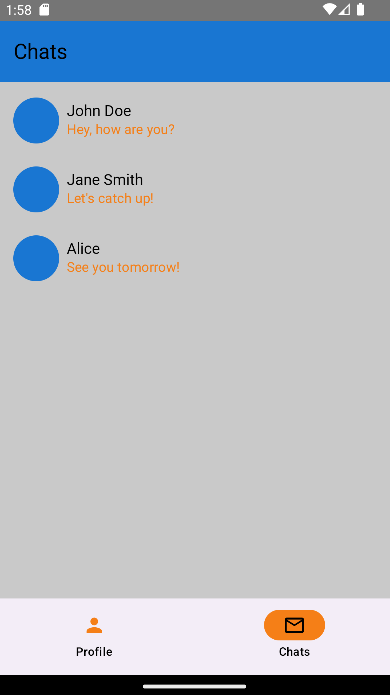 1:58
Chats
John Doe
Hey, how are you?
Jane Smith
Let's catch up!
Alice
See you tomorrow!
Profile
Chats